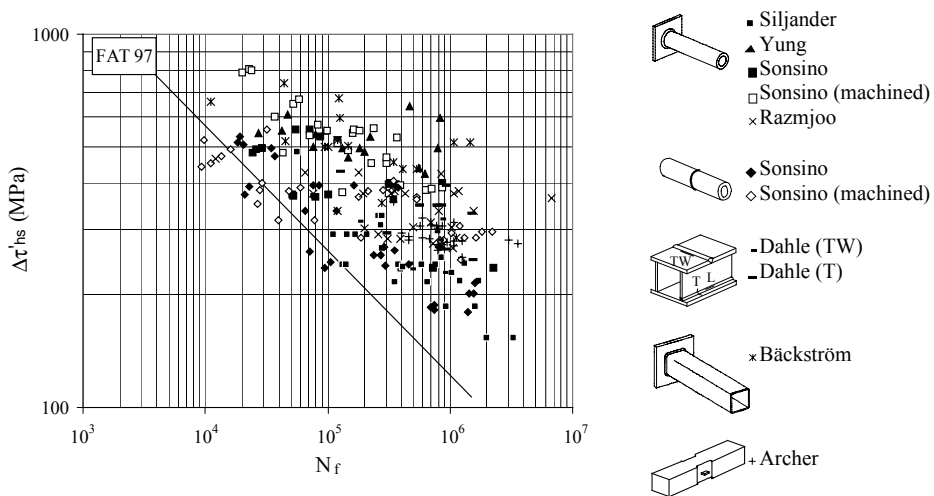 1000
FAT 97
100
Δτ'hs (MPa)
10³ 10⁴ 10⁵ 10⁶ 10⁷
Nf
Siljander
Yung
Sonsino
Sonsino (machined)
Razmjoo
Sonsino
Sonsino (machined)
Dahle (TW)
Dahle (T)
TW
T L
Bäckström
Archer